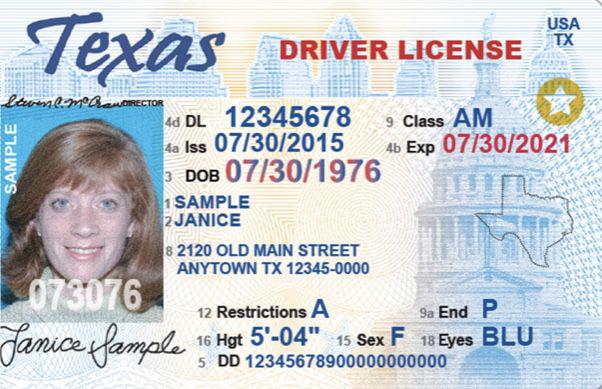 Texas
DRIVER LICENSE
USA
TX
DIRECTOR
SAMPLE
4d DL 12345678
9 Class AM
4a Iss 07/30/2015
4b Exp 07/30/2021
3 DOB 07/30/1976
1 SAMPLE
2 JANICE
8 2120 OLD MAIN STREET
ANYTOWN TX 12345-0000
073076
12 Restrictions A
9a End P
16 Hgt 5'-04" 15 Sex F 18 Eyes BLU
5 DD 12345678900000000000
Janice Sample